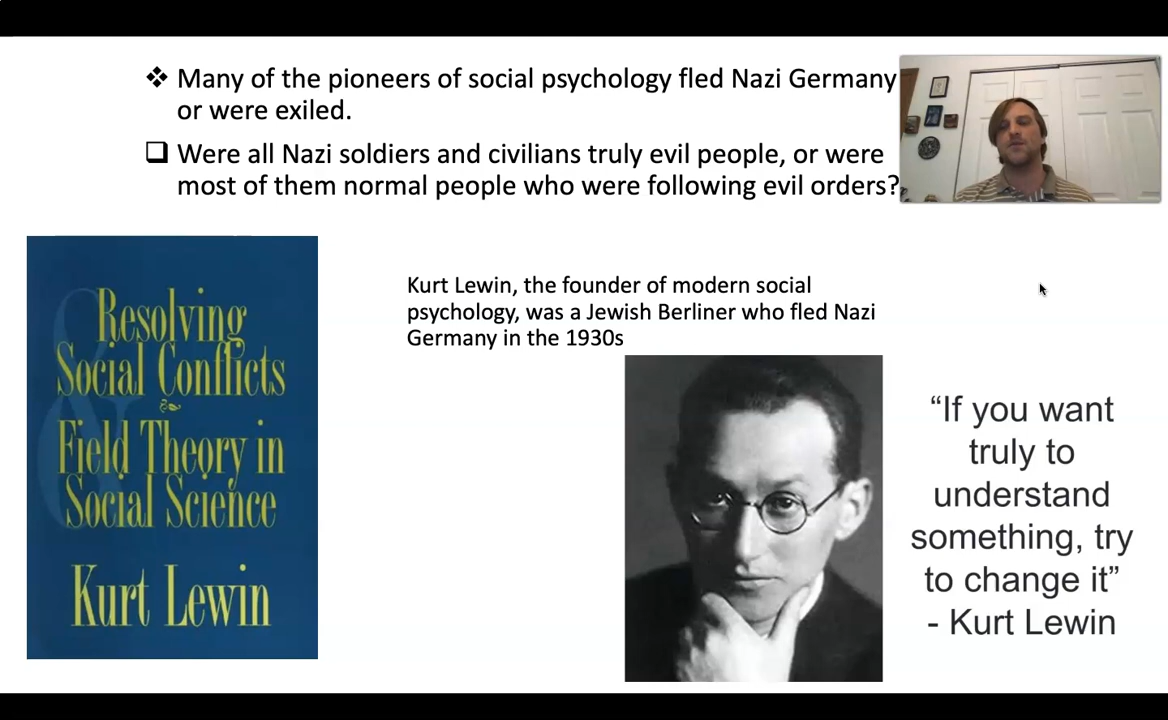 ❖ Many of the pioneers of social psychology fled Nazi Germany
or were exiled.
❑ Were all Nazi soldiers and civilians truly evil people, or were
most of them normal people who were following evil orders?
Resolving
Social Conflicts
&
Field Theory in
Social Science
Kurt Lewin
Kurt Lewin, the founder of modern social
psychology, was a Jewish Berliner who fled Nazi
Germany in the 1930s
“If you want
truly to
understand
something, try
to change it”
- Kurt Lewin